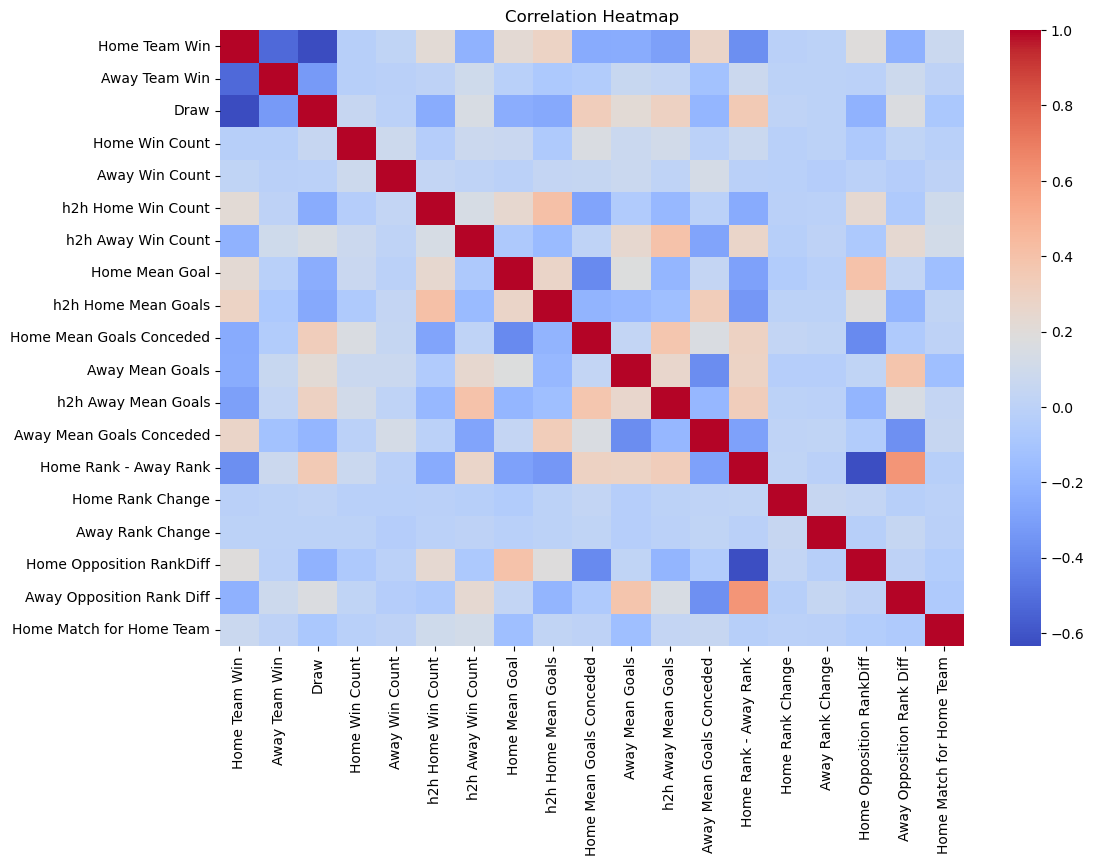 Correlation Heatmap
Home Team Win
Away Team Win
Draw
Home Win Count
Away Win Count
h2h Home Win Count
h2h Away Win Count
Home Mean Goal
h2h Home Mean Goals
Home Mean Goals Conceded
Away Mean Goals
h2h Away Mean Goals
Away Mean Goals Conceded
Home Rank - Away Rank
Home Rank Change
Away Rank Change
Home Opposition RankDiff
Away Opposition Rank Diff
Home Match for Home Team
Home Team Win
Away Team Win
Draw
Home Win Count
Away Win Count
h2h Home Win Count
h2h Away Win Count
Home Mean Goal
h2h Home Mean Goals
Home Mean Goals Conceded
Away Mean Goals
h2h Away Mean Goals
Away Mean Goals Conceded
Home Rank - Away Rank
Home Rank Change
Away Rank Change
Home Opposition RankDiff
Away Opposition Rank Diff
Home Match for Home Team
1.0
0.8
0.6
0.4
0.2
0.0
−0.2
−0.4
−0.6